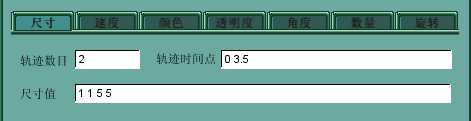 尺寸 速度 颜色 透明度 角度 数量 旋转
轨迹数目 2 轨迹时间点 0 3.5
尺寸值 1 1 5 5